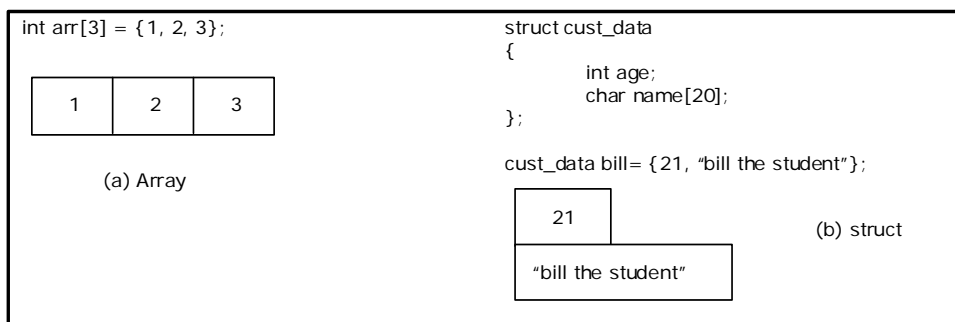 int arr[3] = {1, 2, 3};
1 2 3
(a) Array
struct cust_data
{
int age;
char name[20];
};
cust_data bill= {21, “bill the student”};
21
(b) struct
“bill the student”